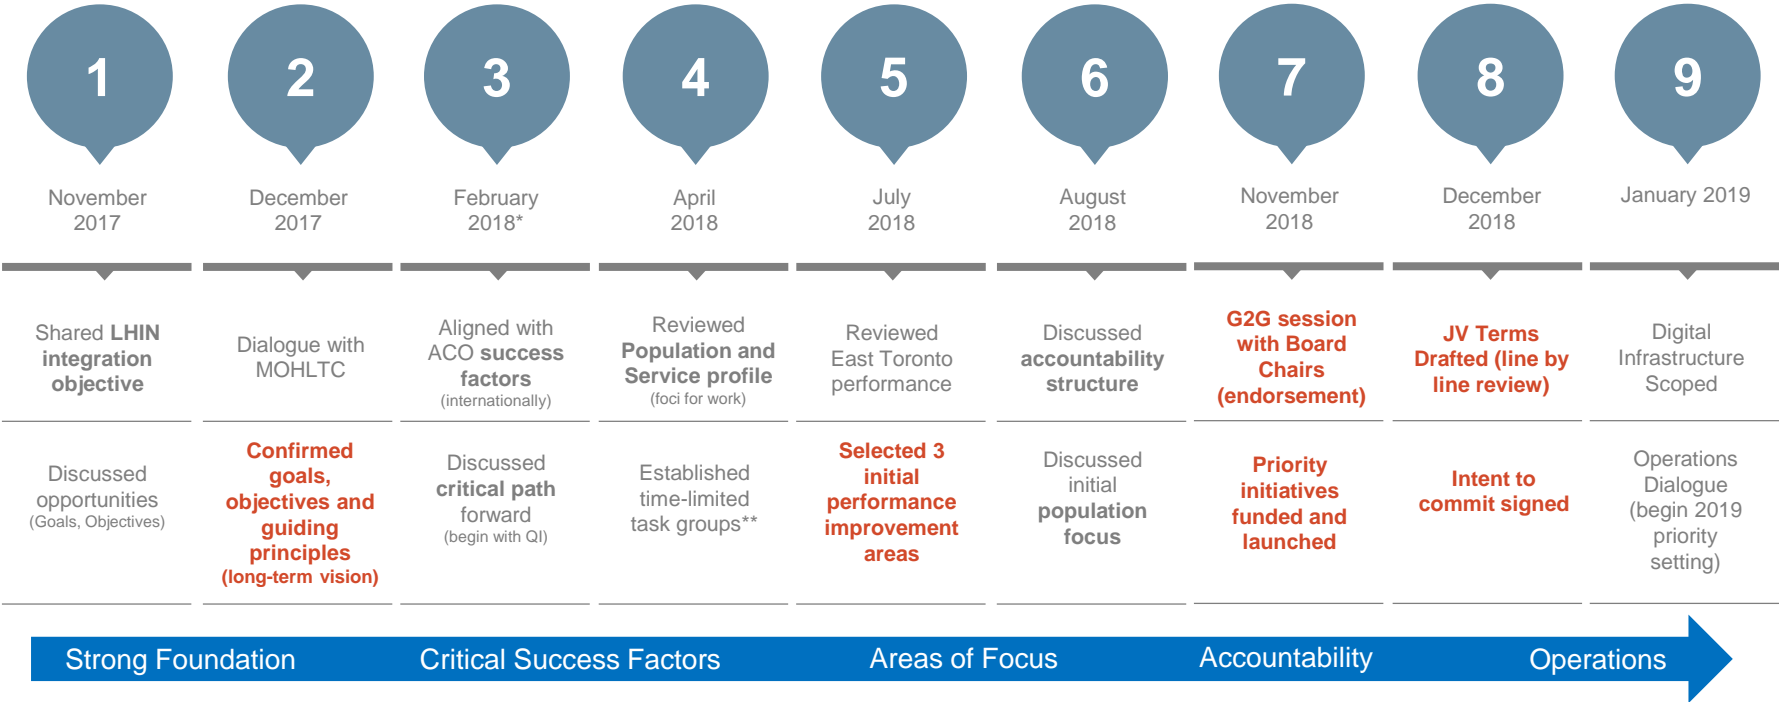 1
2
3
4
5
6
7
8
9
November
2017
December
2017
February
2018*
April
2018
July
2018
August
2018
November
2018
December
2018
January 2019
Shared LHIN
integration
objective
Dialogue with
MOHLTC
Aligned with
ACO success
factors
(internationally)
Reviewed
Population and
Service profile
(foci for work)
Reviewed
East Toronto
performance
Discussed
accountability
structure
G2G session
with Board
Chairs
(endorsement)
JV Terms
Drafted (line by
line review)
Digital
Infrastructure
Scoped
Discussed
opportunities
(Goals, Objectives)
Confirmed
goals,
objectives and
guiding
principles
(long-term vision)
Discussed
critical path
forward
(begin with QI)
Established
time-limited
task groups**
Selected 3
initial
performance
improvement
areas
Discussed
initial
population
focus
Priority
initiatives
funded and
launched
Intent to
commit signed
Operations
Dialogue
(begin 2019
priority
setting)
Strong Foundation
Critical Success Factors
Areas of Focus
Accountability
Operations